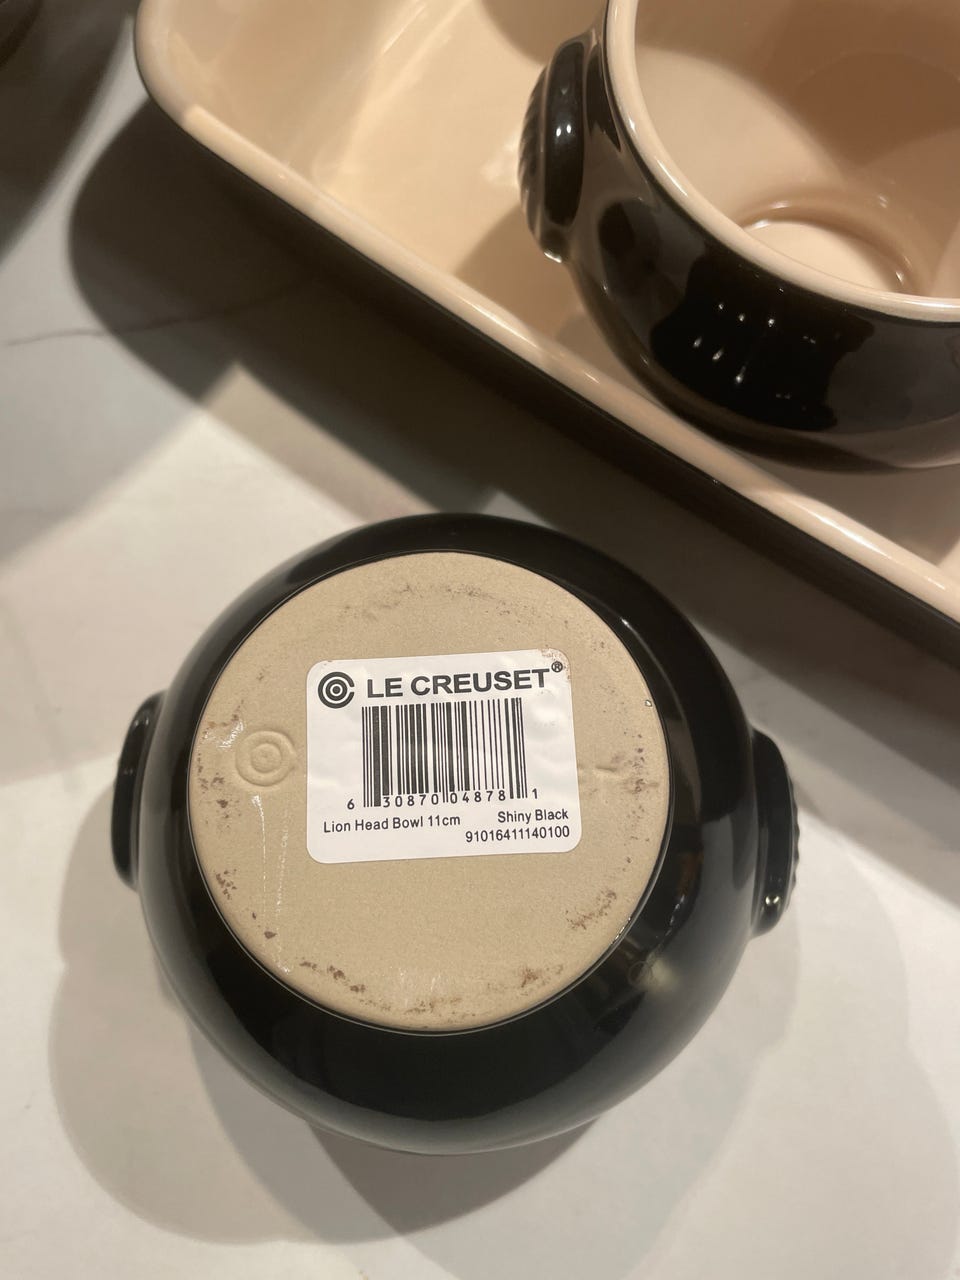 LE CREUSET®
6 30870 04878 1
Lion Head Bowl 11cm Shiny Black
91016411140100